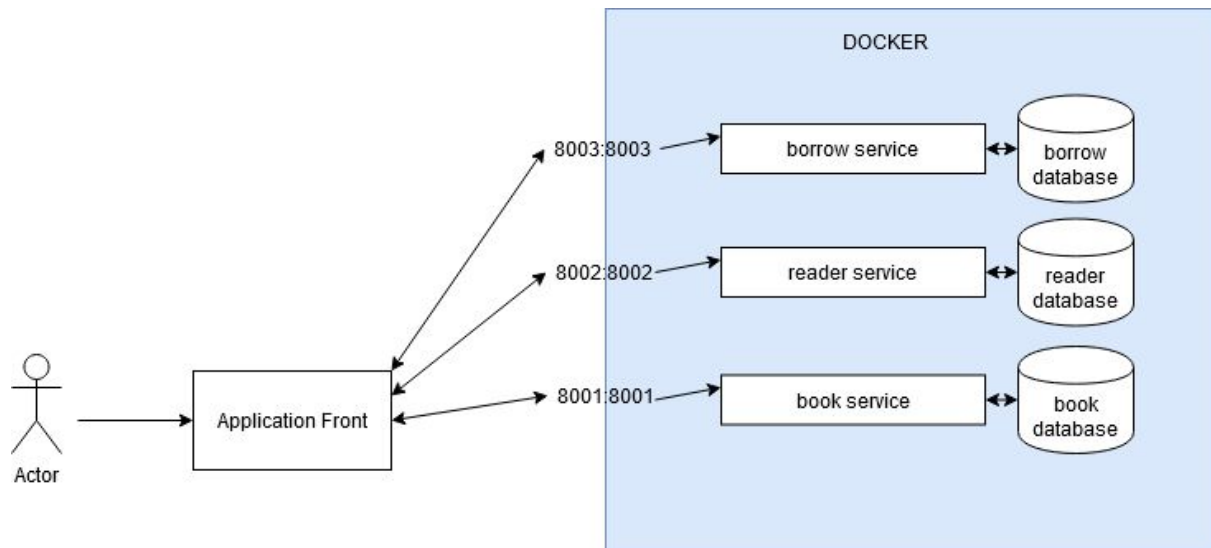 DOCKER
8003:8003
borrow service
borrow
database
8002:8002
reader service
reader
database
Application Front
8001:8001
book service
book
database
Actor